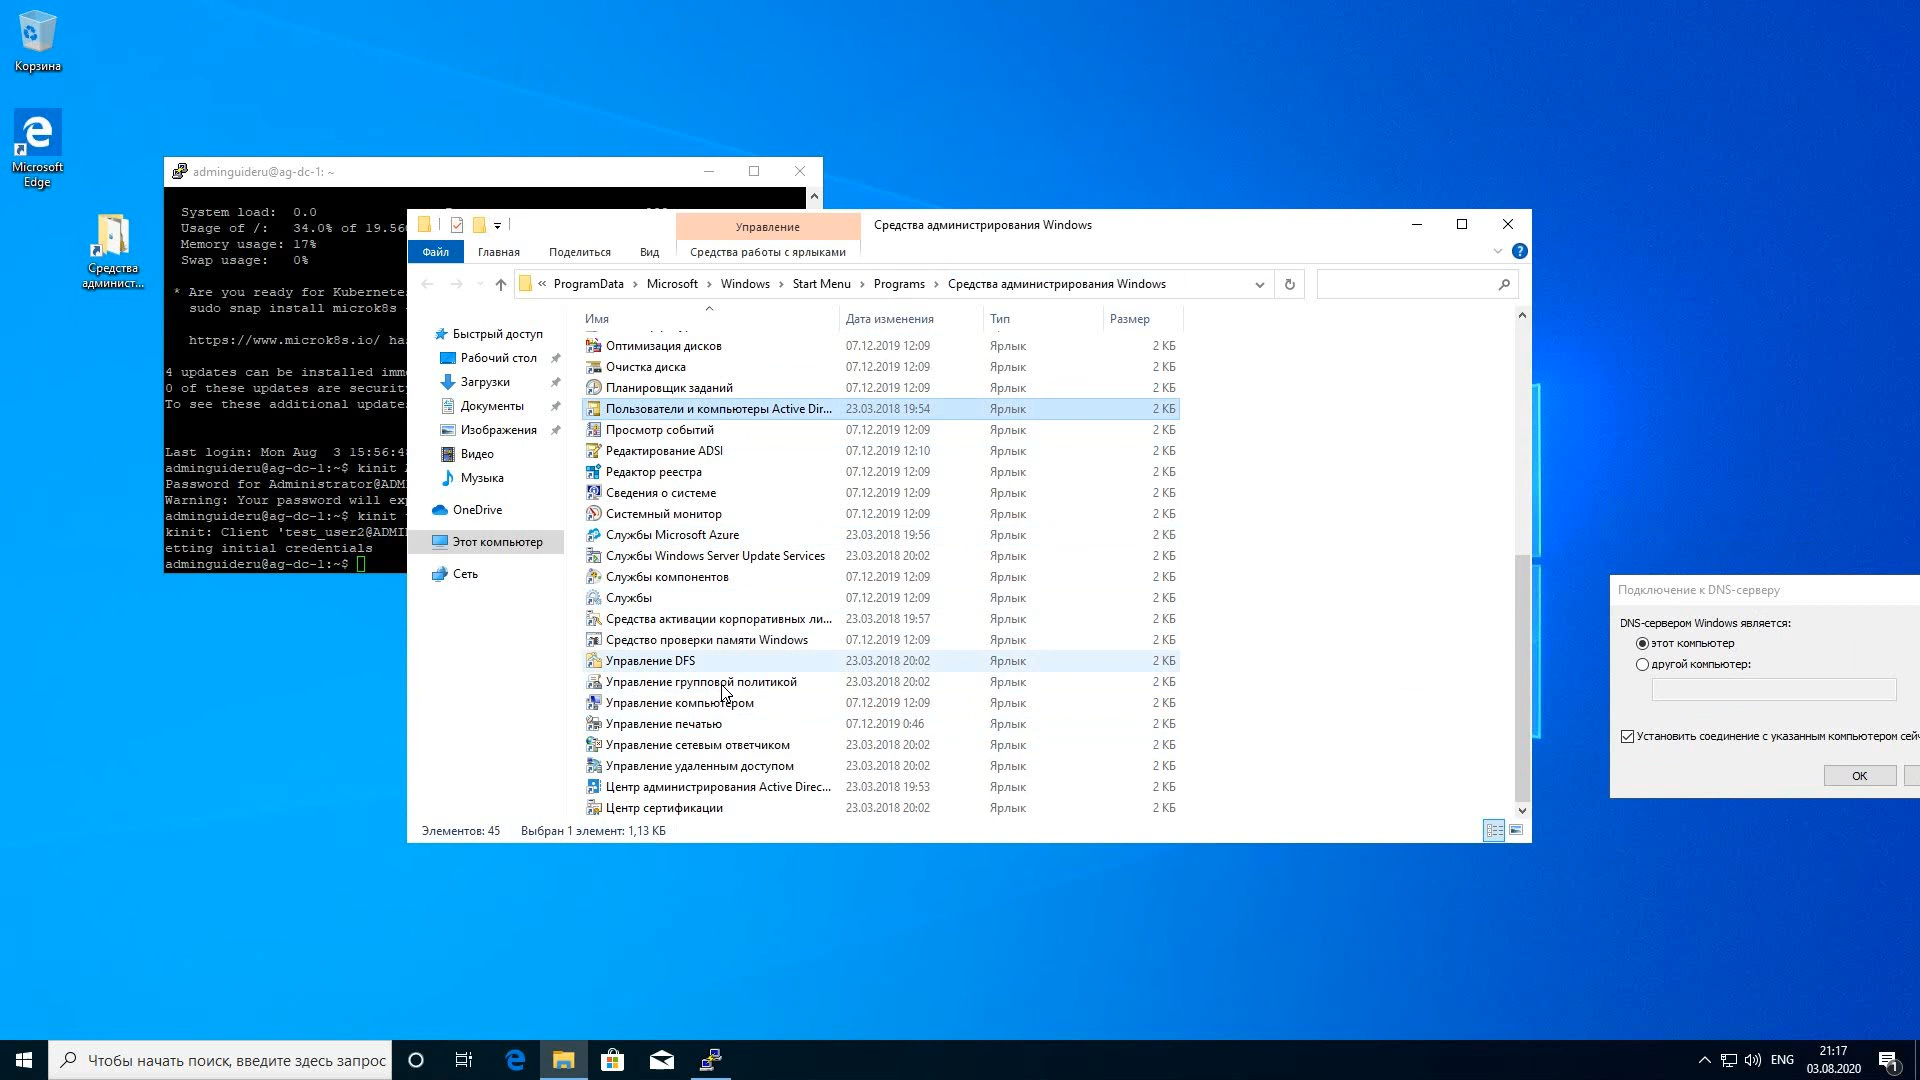 Корзина
Microsoft
Edge
Средства
админист...
adminguideru@ag-dc-1: ~
System load:  0.0
Usage of /:   34.0% of 19.56G
Memory usage: 17%
Swap usage:   0%
* Are you ready for Kubernetes
sudo snap install microk8s
https://www.microk8s.io/ ha
4 updates can be installed imm
0 of these updates are securit
To see these additional update
Last login: Mon Aug  3 15:56:4
adminguideru@ag-dc-1:~$ kinit
Password for Administrator@ADM
Warning: Your password will exp
adminguideru@ag-dc-1:~$ kinit
kinit: Client 'test_user2@ADMI
etting initial credentials
adminguideru@ag-dc-1:~$
Управление
Средства администрирования Windows
Файл
Главная
Поделиться
Вид
Средства работы с ярлыками
« ProgramData › Microsoft › Windows › Start Menu › Programs › Средства администрирования Windows
Быстрый доступ
Рабочий стол
Загрузки
Документы
Изображения
Видео
Музыка
OneDrive
Этот компьютер
Сеть
Имя Дата изменения Тип Размер
Оптимизация дисков 07.12.2019 12:09 Ярлык 2 КБ
Очистка диска 07.12.2019 12:09 Ярлык 2 КБ
Планировщик заданий 07.12.2019 12:09 Ярлык 2 КБ
Пользователи и компьютеры Active Dir... 23.03.2018 19:54 Ярлык 2 КБ
Просмотр событий 07.12.2019 12:09 Ярлык 2 КБ
Редактирование ADSI 07.12.2019 12:10 Ярлык 2 КБ
Редактор реестра 07.12.2019 12:09 Ярлык 2 КБ
Сведения о системе 07.12.2019 12:09 Ярлык 2 КБ
Системный монитор 07.12.2019 12:09 Ярлык 2 КБ
Службы Microsoft Azure 23.03.2018 19:56 Ярлык 2 КБ
Службы Windows Server Update Services 23.03.2018 20:02 Ярлык 2 КБ
Службы компонентов 07.12.2019 12:09 Ярлык 2 КБ
Службы 07.12.2019 12:09 Ярлык 2 КБ
Средства активации корпоративных ли... 23.03.2018 19:57 Ярлык 2 КБ
Средство проверки памяти Windows 07.12.2019 12:09 Ярлык 2 КБ
Управление DFS 23.03.2018 20:02 Ярлык 2 КБ
Управление групповой политикой 23.03.2018 20:02 Ярлык 2 КБ
Управление компьютером 07.12.2019 12:09 Ярлык 2 КБ
Управление печатью 07.12.2019 0:46 Ярлык 2 КБ
Управление сетевым ответчиком 23.03.2018 20:02 Ярлык 2 КБ
Управление удаленным доступом 23.03.2018 20:02 Ярлык 2 КБ
Центр администрирования Active Direc... 23.03.2018 19:53 Ярлык 2 КБ
Центр сертификации 23.03.2018 20:02 Ярлык 2 КБ
Элементов: 45 Выбран 1 элемент: 1,13 КБ
Подключение к DNS-серверу
DNS-сервером Windows является:
этот компьютер
другой компьютер:
Установить соединение с указанным компьютером сей
ОК
Чтобы начать поиск, введите здесь запрос
ENG
21:17
03.08.2020
1